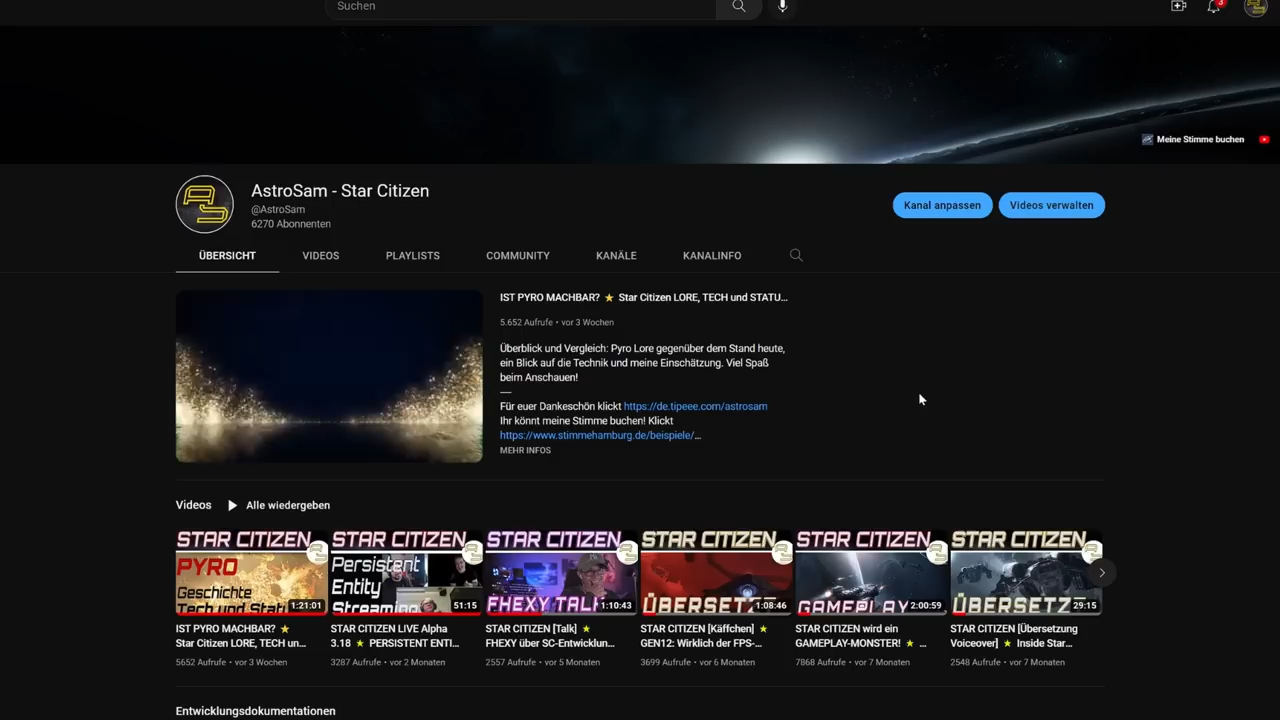 Suchen
3
Meine Stimme buchen
AstroSam - Star Citizen
@AstroSam
6270 Abonnenten
Kanal anpassen
Videos verwalten
ÜBERSICHT
VIDEOS
PLAYLISTS
COMMUNITY
KANÄLE
KANALINFO
IST PYRO MACHBAR? ⭐ Star Citizen LORE, TECH und STATU...
5.652 Aufrufe • vor 3 Wochen
Überblick und Vergleich: Pyro Lore gegenüber dem Stand heute,
ein Blick auf die Technik und meine Einschätzung. Viel Spaß
beim Anschauen!
—
Für euer Dankeschön klickt https://de.tipeee.com/astrosam
Ihr könnt meine Stimme buchen! Klickt
https://www.stimmehamburg.de/beispiele/...
MEHR INFOS
Videos
Alle wiedergeben
STAR CITIZEN
PYRO
Geschichte
Tech und Stati
1:21:01
STAR CITIZEN
Persistent
Entity
Streaming
51:15
STAR CITIZEN
FHEXY TALK
1:10:43
STAR CITIZEN
ÜBERSETZ
1:08:46
STAR CITIZEN
GAMEPLAY
2:00:59
STAR CITIZEN
ÜBERSETZ
29:15
IST PYRO MACHBAR? ⭐
Star Citizen LORE, TECH un...
5652 Aufrufe • vor 3 Wochen
STAR CITIZEN LIVE Alpha
3.18 ★ PERSISTENT ENTI...
3287 Aufrufe • vor 2 Monaten
STAR CITIZEN [Talk] ★
FHEXY über SC-Entwicklun...
2557 Aufrufe • vor 5 Monaten
STAR CITIZEN [Käffchen] ★
GEN12: Wirklich der FPS-...
3699 Aufrufe • vor 6 Monaten
STAR CITIZEN wird ein
GAMEPLAY-MONSTER! ★ ...
7868 Aufrufe • vor 7 Monaten
STAR CITIZEN [Übersetzung
Voiceover] ★ Inside Star...
2548 Aufrufe • vor 7 Monaten
Entwicklungsdokumentationen